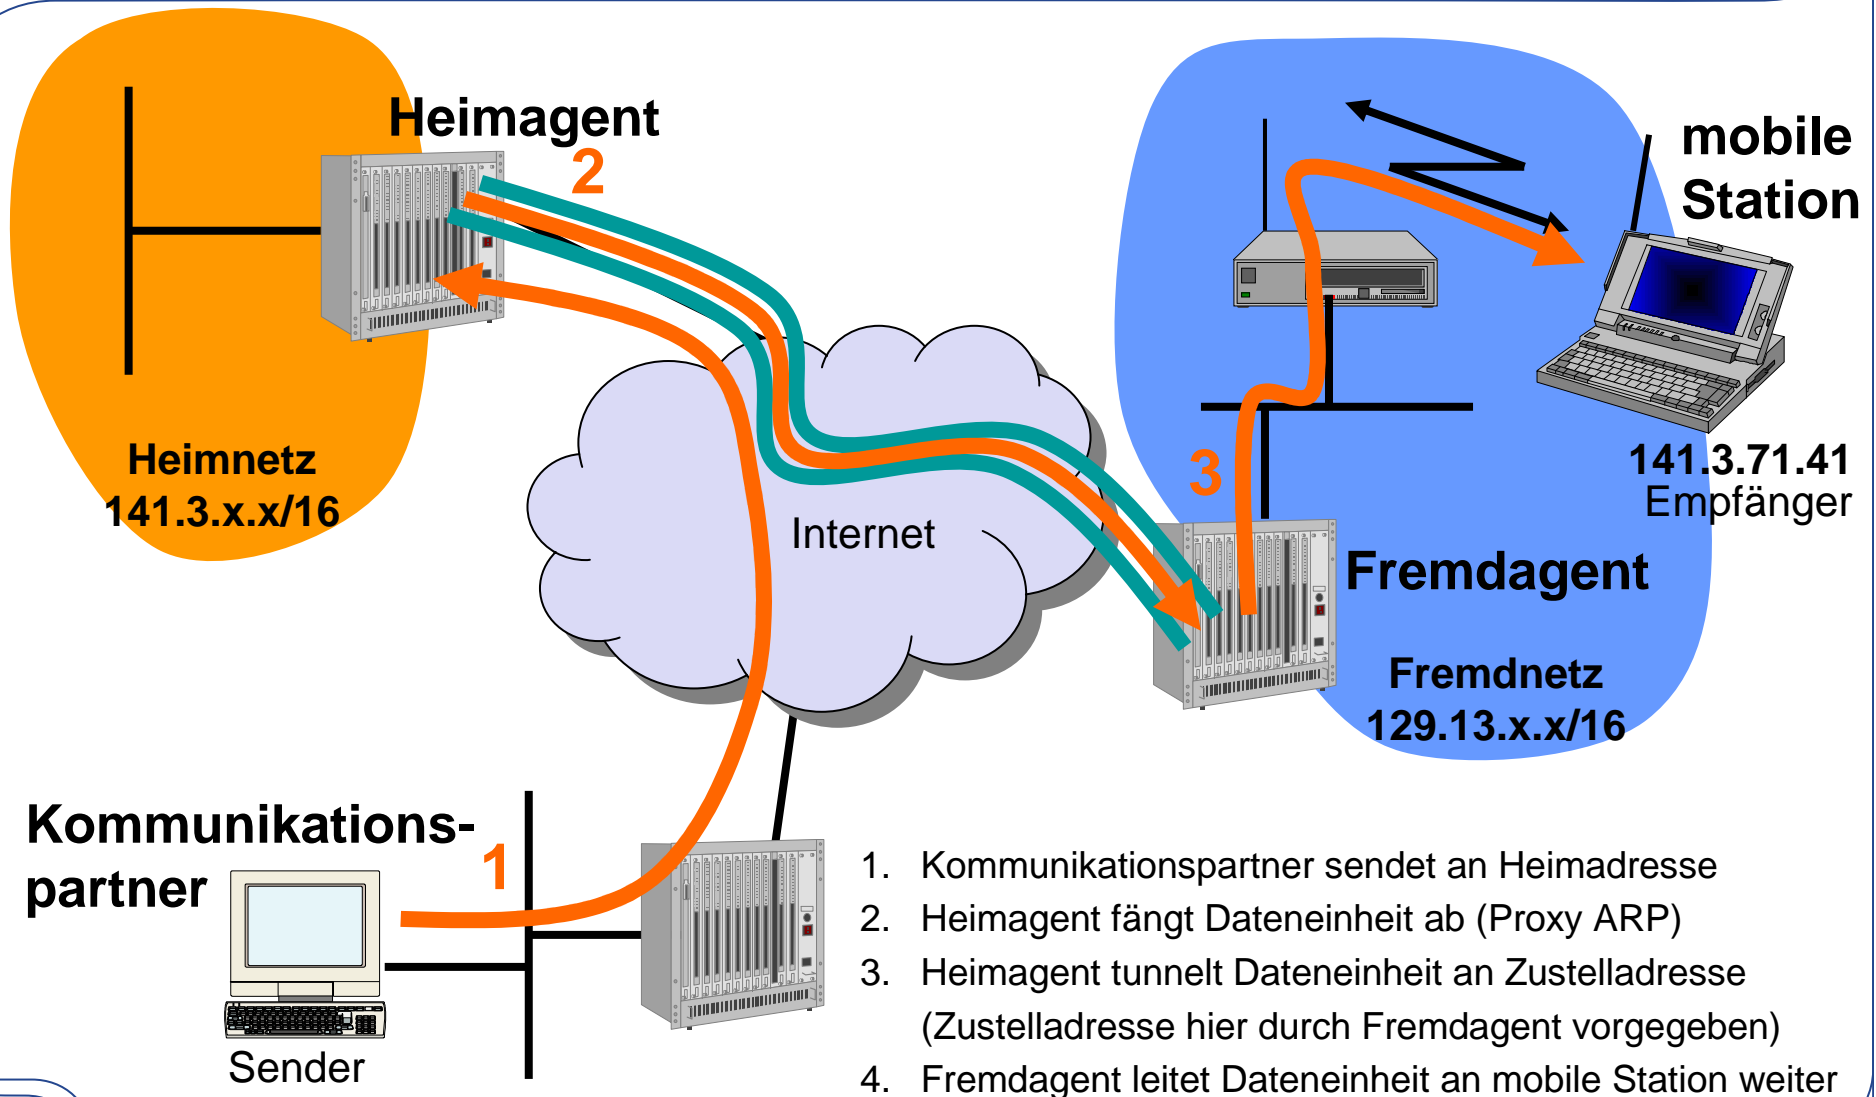 Heimagent
2
mobile
Station
Heimnetz
141.3.x.x/16
Internet
3
141.3.71.41
Empfänger
Fremdagent
Fremdnetz
129.13.x.x/16
Kommunikations-
partner
1
Sender
1. Kommunikationspartner sendet an Heimadresse
2. Heimagent fängt Dateneinheit ab (Proxy ARP)
3. Heimagent tunnelt Dateneinheit an Zustelladresse
(Zustelladresse hier durch Fremdagent vorgegeben)
4. Fremdagent leitet Dateneinheit an mobile Station weiter